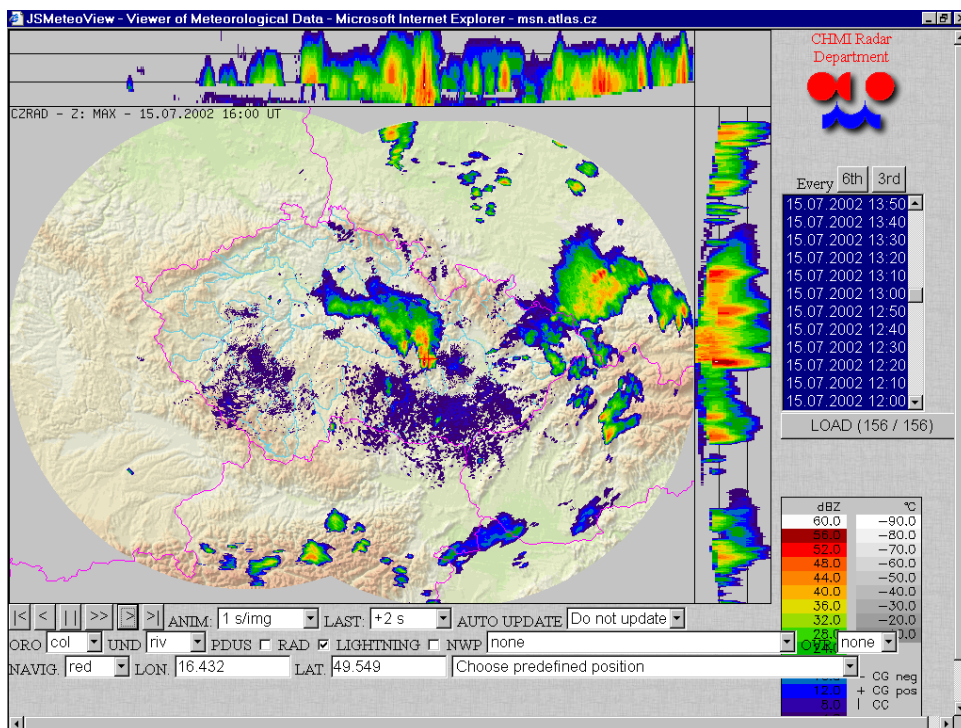 JSMeteoView - Viewer of Meteorological Data - Microsoft Internet Explorer - msn.atlas.cz
CHMI Radar
Department
CZRAD - Z: MAX - 15.07.2002 16:00 UT
Every 6th 3rd
15.07.2002 13:50
15.07.2002 13:40
15.07.2002 13:30
15.07.2002 13:20
15.07.2002 13:10
15.07.2002 13:00
15.07.2002 12:50
15.07.2002 12:40
15.07.2002 12:30
15.07.2002 12:20
15.07.2002 12:10
15.07.2002 12:00
LOAD (156 / 156)
dBZ °C
60.0 -90.0
56.0 -80.0
52.0 -70.0
48.0 -60.0
44.0 -50.0
40.0 -40.0
36.0 -30.0
32.0 -20.0
28.0
24.0
12.0
- CG neg
+ CG pos
| CC
|< < || >> > >| ANIM: 1 s/img LAST: +2 s AUTO UPDATE Do not update
ORO col UND riv PDUS RAD LIGHTNING NWP none OVR none
NAVIG. red LON. 16.432 LAT. 49.549 Choose predefined position